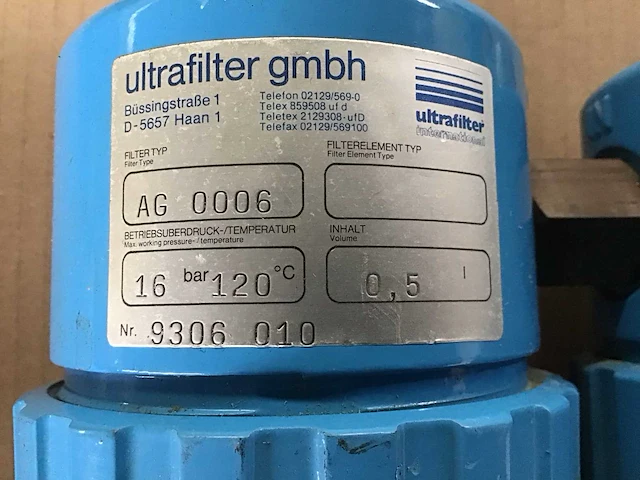 ultrafilter gmbh
Büssingstraße 1
D-5657 Haan 1
Telefon 02129/569-0
Telex 859508 uf d
Teletex 2129308-ufD
Telefax 02129/569100
ultrafilter
international
FILTER TYP
Filter Type
AG 0006
FILTERELEMENT TYP
Filter Element Type
BETRIEBSÜBERDRUCK-/TEMPERATUR
Max. working pressure-/temperature
16 bar 120°C
INHALT
Volume
0,5 l
Nr. 9306 010